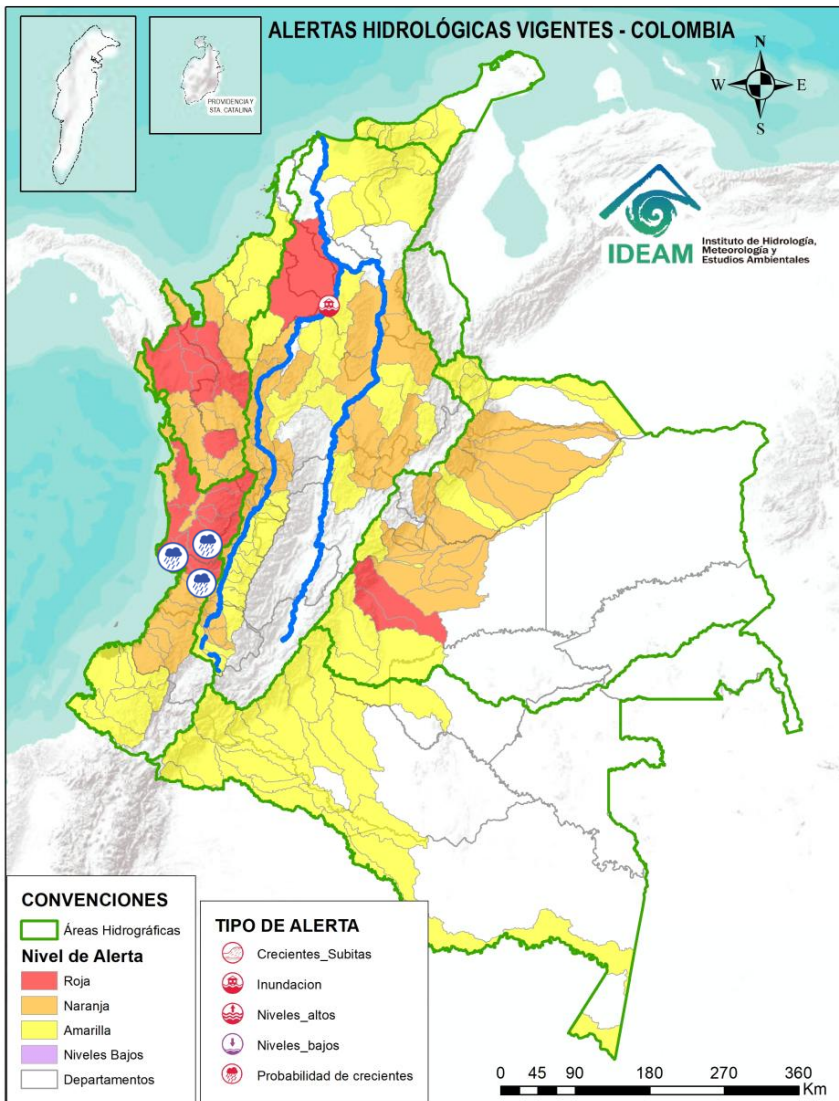 ALERTAS HIDROLÓGICAS VIGENTES - COLOMBIA
PROVIDENCIA Y
STA. CATALINA
N
W E
S
IDEAM
Instituto de Hidrología,
Meteorología y
Estudios Ambientales
CONVENCIONES
Áreas Hidrográficas
Nivel de Alerta
Roja
Naranja
Amarilla
Niveles Bajos
Departamentos
TIPO DE ALERTA
Crecientes_Subitas
Inundacion
Niveles_altos
Niveles_bajos
Probabilidad de crecientes
0 45 90 180 270 360
Km